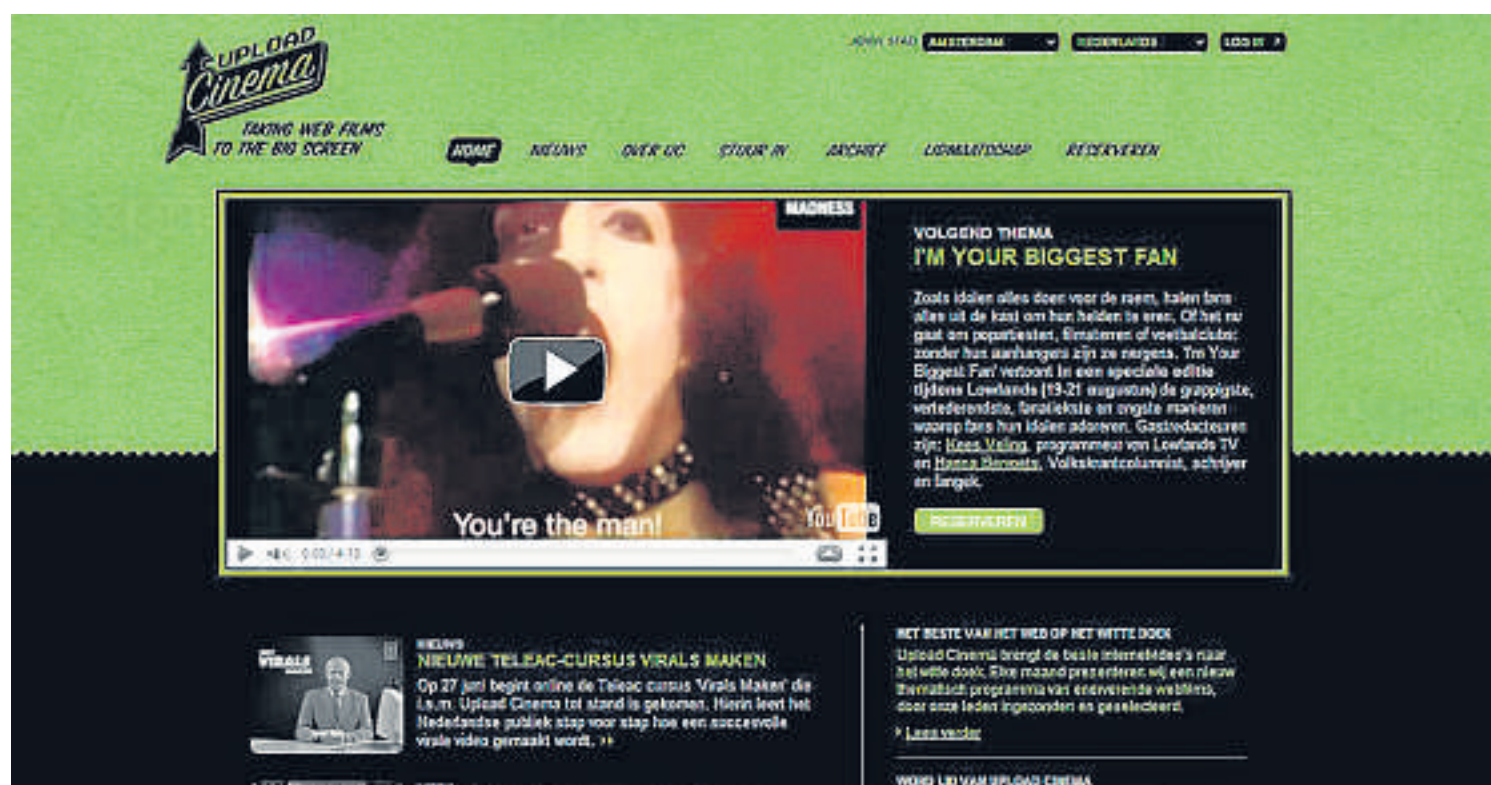 UPLOAD
Cinema
TAKING WEB FILMS
TO THE BIG SCREEN
JOUW STAD AMSTERDAM NEDERLANDS LOG IN
HOME NIEUWS OVER UC STUUR IN ARCHIEF LIDMAATSCHAP RESERVEREN
MADNESS
You're the man!
YouTube
0:00 / 4:13
VOLGEND THEMA
I'M YOUR BIGGEST FAN
Zoals idolen alles doen voor de roem, halen fans
alles uit de kast om hun helden te eren. Of het nu
gaat om popartiesten, filmsterren of voetbalclubs:
zonder hun aanhangers zijn ze nergens. 'I'm Your
Biggest Fan' vertoont in een speciale editie
tijdens Lowlands (19-21 augustus) de grappigste,
vertederendste, fanatiekste en engste manieren
waarop fans hun idolen adoreren. Gastredacteuren
zijn: Kees, programmeur van Lowlands TV
en Hanna Bervoets, Volkskrantcolumnist, schrijver
en fangek.
RESERVEREN
VIRALS
NIEUWS
NIEUWE TELEAC-CURSUS VIRALS MAKEN
Op 27 juni begint online de Teleac cursus 'Virals Maken' die
i.s.m. Upload Cinema tot stand is gekomen. Hierin leert het
Nederlandse publiek stap voor stap hoe een succesvolle
virale video gemaakt wordt. >>
HET BESTE VAN HET WEB OP HET WITTE DOEK
Upload Cinema brengt de beste internetvideo's naar
het witte doek. Elke maand presenteren wij een nieuw
thematisch programma van enerverende webfilms,
door onze leden ingezonden en geselecteerd.
> Lees verder
WORD LID VAN UPLOAD CINEMA